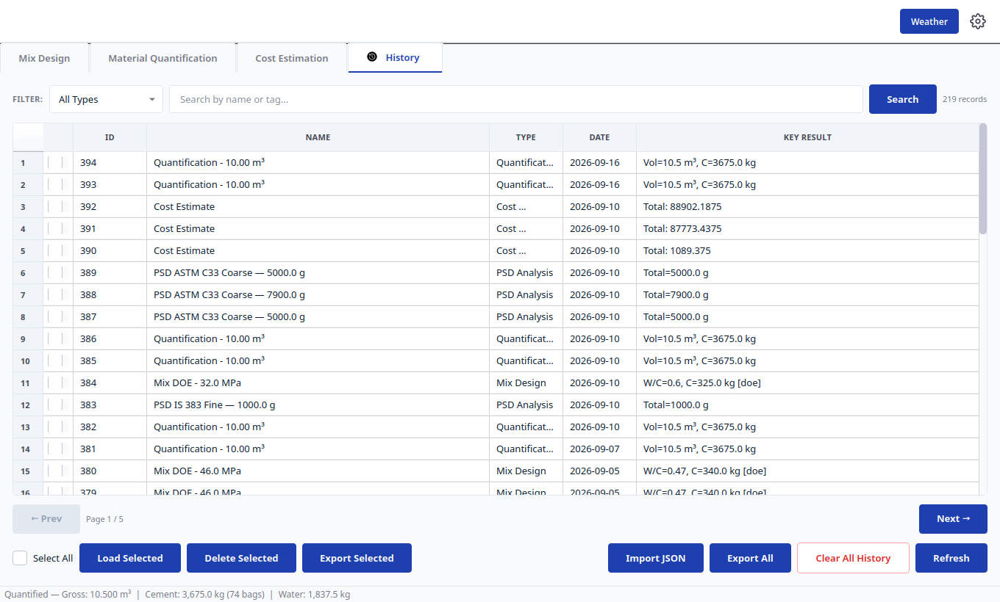 Weather
Mix Design Material Quantification Cost Estimation History
FILTER: All Types Search by name or tag... Search 219 records
ID NAME TYPE DATE KEY RESULT
1 394 Quantification - 10.00 m³ Quantificat... 2026-09-16 Vol=10.5 m³, C=3675.0 kg
2 393 Quantification - 10.00 m³ Quantificat... 2026-09-16 Vol=10.5 m³, C=3675.0 kg
3 392 Cost Estimate Cost ... 2026-09-10 Total: 88902.1875
4 391 Cost Estimate Cost ... 2026-09-10 Total: 87773.4375
5 390 Cost Estimate Cost ... 2026-09-10 Total: 1089.375
6 389 PSD ASTM C33 Coarse — 5000.0 g PSD Analysis 2026-09-10 Total=5000.0 g
7 388 PSD ASTM C33 Coarse — 7900.0 g PSD Analysis 2026-09-10 Total=7900.0 g
8 387 PSD ASTM C33 Coarse — 5000.0 g PSD Analysis 2026-09-10 Total=5000.0 g
9 386 Quantification - 10.00 m³ Quantificat... 2026-09-10 Vol=10.5 m³, C=3675.0 kg
10 385 Quantification - 10.00 m³ Quantificat... 2026-09-10 Vol=10.5 m³, C=3675.0 kg
11 384 Mix DOE - 32.0 MPa Mix Design 2026-09-10 W/C=0.6, C=325.0 kg [doe]
12 383 PSD IS 383 Fine — 1000.0 g PSD Analysis 2026-09-10 Total=1000.0 g
13 382 Quantification - 10.00 m³ Quantificat... 2026-09-10 Vol=10.5 m³, C=3675.0 kg
14 381 Quantification - 10.00 m³ Quantificat... 2026-09-07 Vol=10.5 m³, C=3675.0 kg
15 380 Mix DOE - 46.0 MPa Mix Design 2026-09-05 W/C=0.47, C=340.0 kg [doe]
16 379 Mix DOE - 46.0 MPa Mix Design 2026-09-05 W/C=0.47, C=340.0 kg [doe]
← Prev Page 1 / 5 Next →
Select All Load Selected Delete Selected Export Selected Import JSON Export All Clear All History Refresh
Quantified — Gross: 10.500 m³ | Cement: 3,675.0 kg (74 bags) | Water: 1,837.5 kg